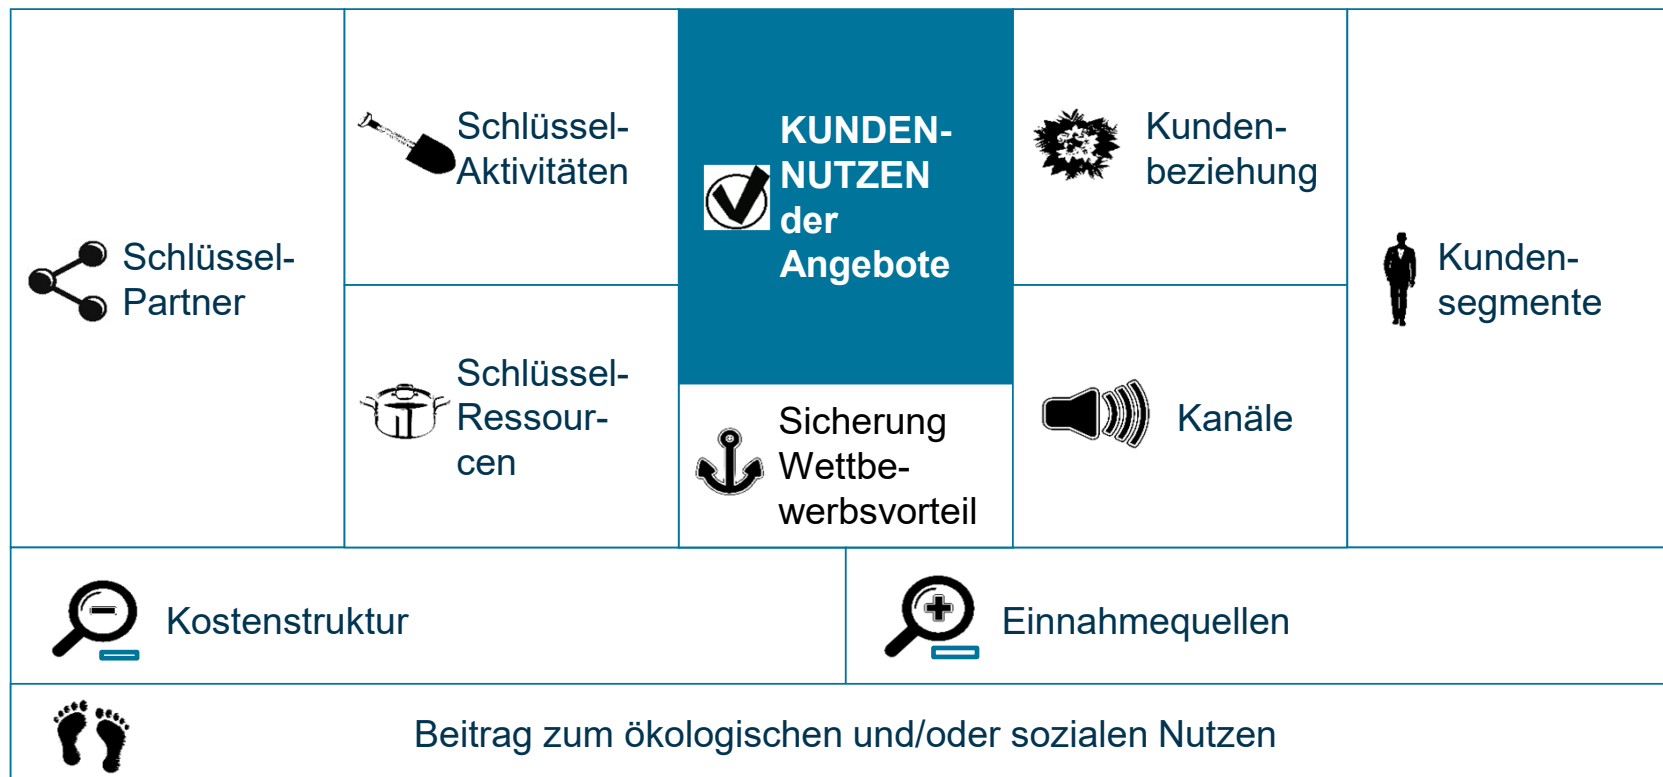 Schlüssel-
Partner
Schlüssel-
Aktivitäten
Schlüssel-
Ressour-
cen
KUNDEN-
NUTZEN
der
Angebote
Sicherung
Wettbe-
werbsvorteil
Kunden-
beziehung
Kanäle
Kunden-
segmente
Kostenstruktur
Einnahmequellen
Beitrag zum ökologischen und/oder sozialen Nutzen